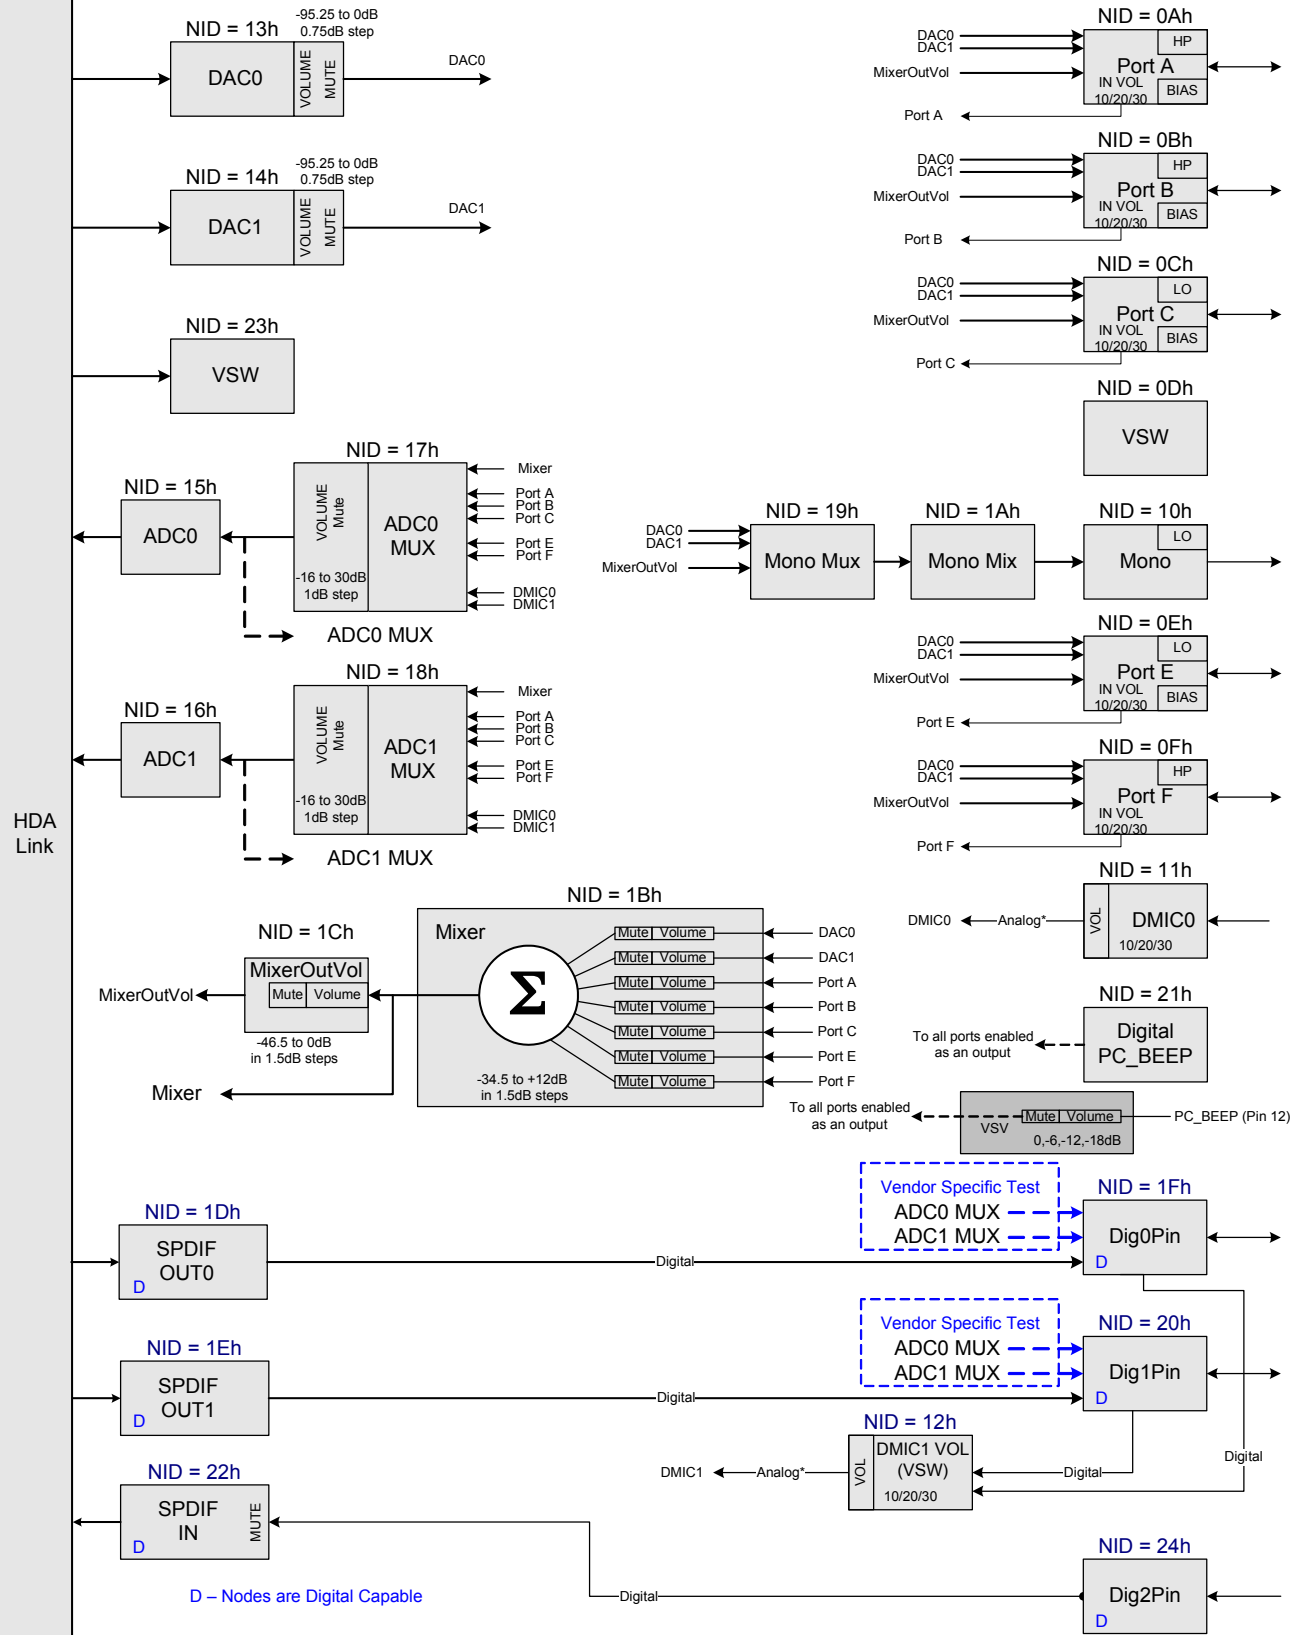 HDA
Link
NID = 13h
-95.25 to 0dB
0.75dB step
DAC0
VOLUME
MUTE
DAC0
NID = 14h
-95.25 to 0dB
0.75dB step
DAC1
VOLUME
MUTE
DAC1
NID = 23h
VSW
NID = 17h
NID = 15h
ADC0
VOLUME
Mute
-16 to 30dB
1dB step
ADC0
MUX
Mixer
Port A
Port B
Port C
Port E
Port F
DMIC0
DMIC1
ADC0 MUX
NID = 18h
NID = 16h
ADC1
VOLUME
Mute
-16 to 30dB
1dB step
ADC1
MUX
Mixer
Port A
Port B
Port C
Port E
Port F
DMIC0
DMIC1
ADC1 MUX
NID = 1Bh
Mixer
Σ
Mute Volume
Mute Volume
Mute Volume
Mute Volume
Mute Volume
Mute Volume
Mute Volume
-34.5 to +12dB
in 1.5dB steps
DAC0
DAC1
Port A
Port B
Port C
Port E
Port F
NID = 1Ch
MixerOutVol
Mute Volume
-46.5 to 0dB
in 1.5dB steps
MixerOutVol
Mixer
NID = 0Ah
DAC0
DAC1
MixerOutVol
HP
Port A
IN VOL
10/20/30
BIAS
Port A
NID = 0Bh
DAC0
DAC1
MixerOutVol
HP
Port B
IN VOL
10/20/30
BIAS
Port B
NID = 0Ch
DAC0
DAC1
MixerOutVol
LO
Port C
IN VOL
10/20/30
BIAS
Port C
NID = 0Dh
VSW
NID = 19h
DAC0
DAC1
MixerOutVol
Mono Mux
NID = 1Ah
Mono Mix
NID = 10h
LO
Mono
NID = 0Eh
DAC0
DAC1
MixerOutVol
LO
Port E
IN VOL
10/20/30
BIAS
Port E
NID = 0Fh
DAC0
DAC1
MixerOutVol
HP
Port F
IN VOL
10/20/30
Port F
NID = 11h
DMIC0
Analog*
VOL
DMIC0
10/20/30
NID = 21h
To all ports enabled
as an output
Digital
PC_BEEP
To all ports enabled
as an output
VSV
Mute Volume
0,-6,-12,-18dB
PC_BEEP (Pin 12)
NID = 1Dh
SPDIF
OUT0
D
Digital
Vendor Specific Test
ADC0 MUX
ADC1 MUX
NID = 1Fh
Dig0Pin
D
NID = 1Eh
SPDIF
OUT1
D
Digital
Vendor Specific Test
ADC0 MUX
ADC1 MUX
NID = 20h
Dig1Pin
D
NID = 12h
DMIC1
Analog*
VOL
DMIC1 VOL
(VSW)
10/20/30
Digital
Digital
NID = 22h
SPDIF
IN
MUTE
D
Digital
NID = 24h
Dig2Pin
D
D – Nodes are Digital Capable